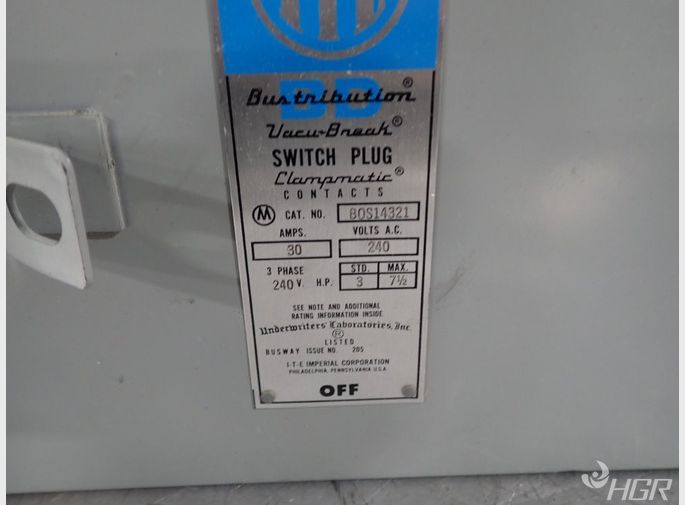 BD
Bustribution®
Vacu-Break®
SWITCH PLUG
Clampmatic®
CONTACTS
M CAT. NO. BOS14321
AMPS. VOLTS A.C.
30 240
3 PHASE STD. MAX.
240 V. H.P. 3 7½
SEE NOTE AND ADDITIONAL
RATING INFORMATION INSIDE
Underwriters' Laboratories, Inc.
®
LISTED
BUSWAY ISSUE NO. 205
I-T-E IMPERIAL CORPORATION
PHILADELPHIA, PENNSYLVANIA U.S.A.
OFF
HGR